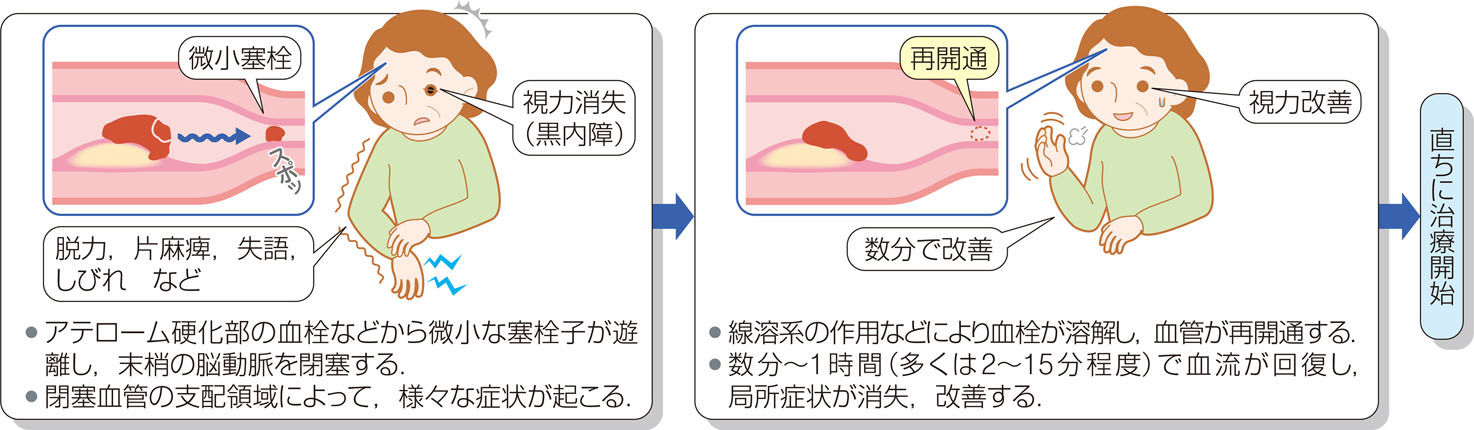 微小塞栓
視力消失
（黒内障）
スポッ
脱力，片麻痺，失語，
しびれ　など
● アテローム硬化部の血栓などから微小な塞栓子が遊
離し，末梢の脳動脈を閉塞する.
● 閉塞血管の支配領域によって，様々な症状が起こる.
再開通
視力改善
数分で改善
● 線溶系の作用などにより血栓が溶解し，血管が再開通する.
● 数分～1時間（多くは2～15分程度）で血流が回復し，
局所症状が消失，改善する.
直ちに治療開始